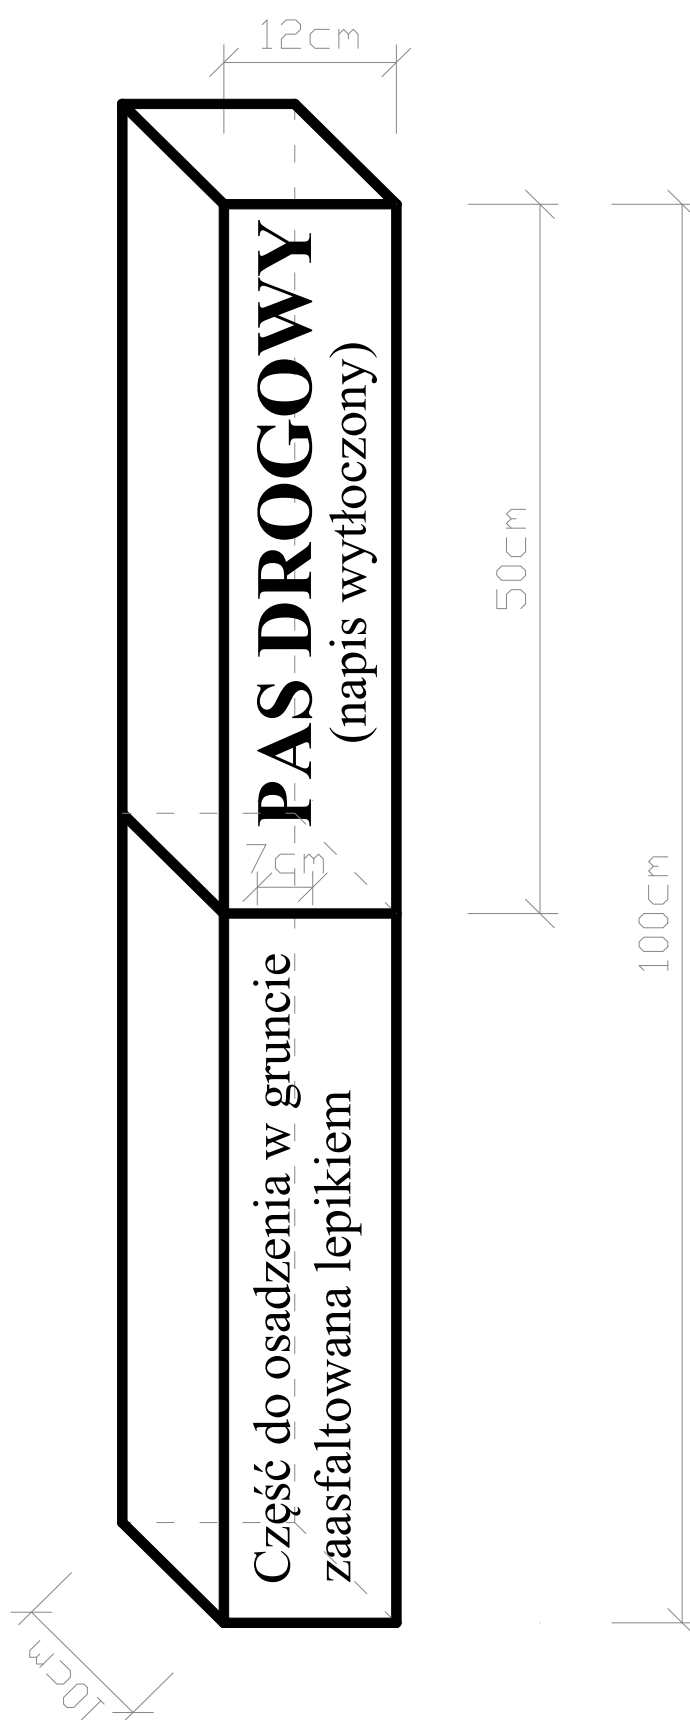 12cm
PAS DROGOWY
(napis wytłoczony)
50cm
7cm
100cm
Część do osadzenia w gruncie
zaasfaltowana lepikiem
10cm